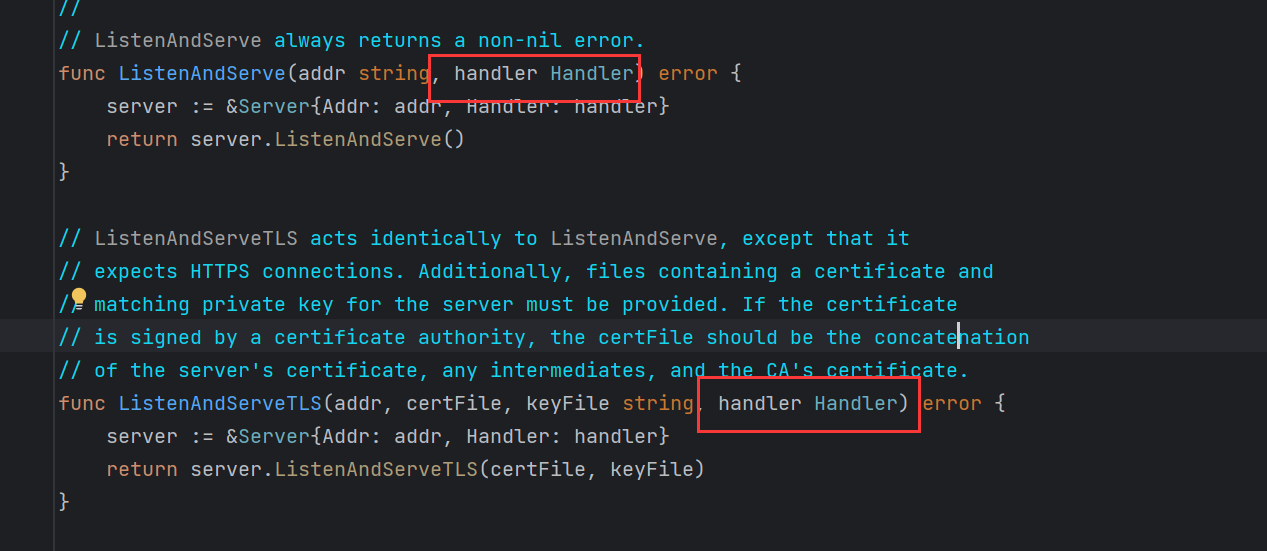 //
// ListenAndServe always returns a non-nil error.
func ListenAndServe(addr string, handler Handler) error {
    server := &Server{Addr: addr, Handler: handler}
    return server.ListenAndServe()
}
// ListenAndServeTLS acts identically to ListenAndServe, except that it
// expects HTTPS connections. Additionally, files containing a certificate and
// matching private key for the server must be provided. If the certificate
// is signed by a certificate authority, the certFile should be the concatenation
// of the server's certificate, any intermediates, and the CA's certificate.
func ListenAndServeTLS(addr, certFile, keyFile string, handler Handler) error {
    server := &Server{Addr: addr, Handler: handler}
    return server.ListenAndServeTLS(certFile, keyFile)
}